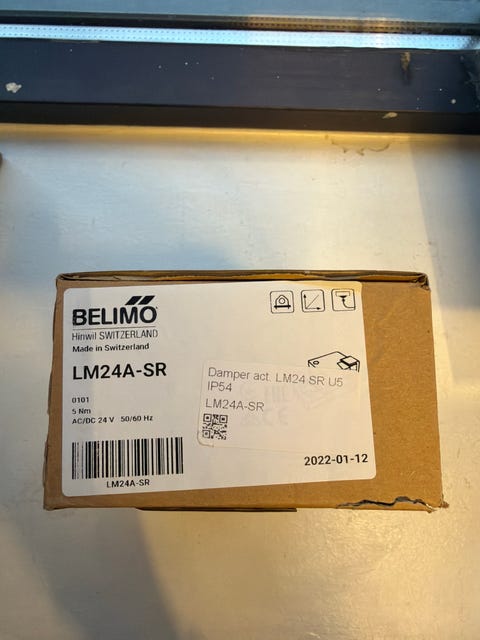 BELIMO
Hinwil SWITZERLAND
Made in Switzerland
LM24A-SR
0101
5 Nm
AC/DC 24 V 50/60 Hz
LM24A-SR
Damper act. LM24 SR U5
IP54
LM24A-SR
2022-01-12